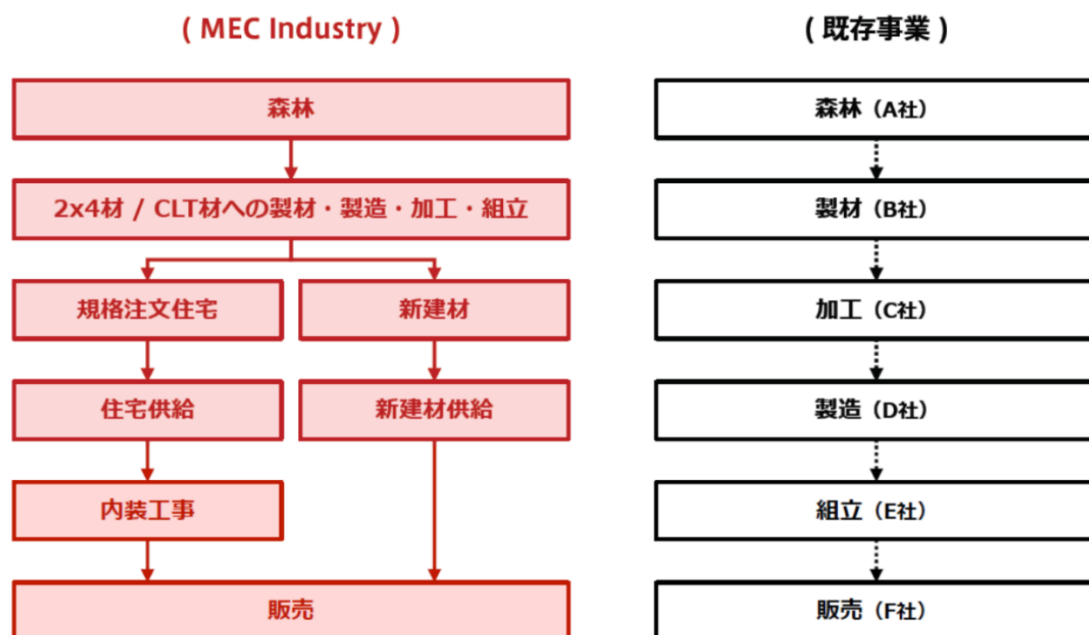 ( MEC Industry )
森林
2x4材 / CLT材への製材・製造・加工・組立
規格注文住宅
新建材
住宅供給
新建材供給
内装工事
販売
( 既存事業 )
森林（A社）
製材（B社）
加工（C社）
製造（D社）
組立（E社）
販売（F社）